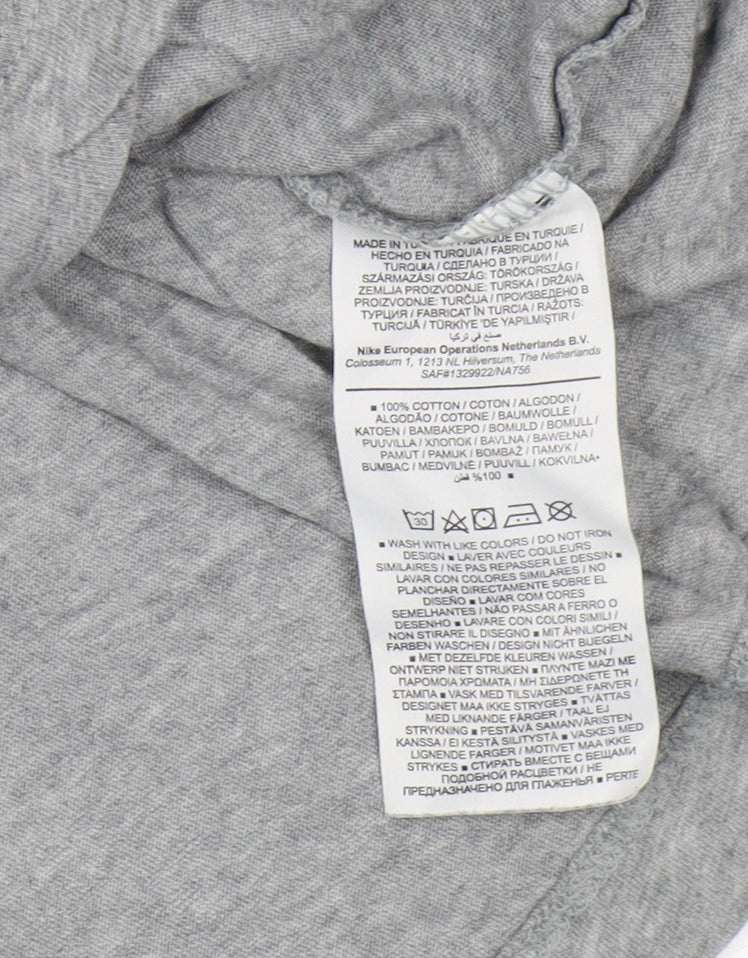 MADE IN / FABRIQUÉ EN TURQUIE /
HECHO EN TURQUIA / FABRICADO NA
TURQUIA / СДЕЛАНО В ТУРЦИИ /
SZÁRMAZÁSI ORSZÁG: TÖRÖKORSZÁG /
ZEMLJA PROIZVODNJE: TURSKA / DRŽAVA
PROIZVODNJE: TURČIJA / ПРОИЗВЕДЕНО В
ТУРЦИЯ / FABRICAT ÎN TURCIA / RAŽOTS:
TURCIJĀ / TÜRKİYE 'DE YAPILMIŞTIR /
صنع في تركيا
Nike European Operations Netherlands B.V.
Colosseum 1, 1213 NL Hilversum, The Netherlands
SAF#1329922/NA756
■ 100% COTTON / COTON / ALGODON /
ALGODÃO / COTONE / BAUMWOLLE /
KATOEN / ΒΑΜΒΑΚΕΡΟ / BOMULD / BOMULL /
PUUVILLA / ХЛОПОК / BAVLNA / BAWEŁNA /
PAMUT / PAMUK / BOMBAŽ / ПАМУК /
BUMBAC / MEDVILNĖ / PUUVILL / KOKVILNA
%100 قطن ■
30
■ WASH WITH LIKE COLORS / DO NOT IRON
DESIGN ■ LAVER AVEC COULEURS
SIMILAIRES / NE PAS REPASSER LE DESSIN ■
LAVAR CON COLORES SIMILARES / NO
PLANCHAR DIRECTAMENTE SOBRE EL
DISEÑO ■ LAVAR COM CORES
SEMELHANTES / NÃO PASSAR A FERRO O
DESENHO ■ LAVARE CON COLORI SIMILI /
NON STIRARE IL DISEGNO ■ MIT ÄHNLICHEN
FARBEN WASCHEN / DESIGN NICHT BUEGELN
■ MET DEZELFDE KLEUREN WASSEN /
ONTWERP NIET STRIJKEN ■ ΠΛΥΝΤΕ ΜΑΖΙ ΜΕ
ΠΑΡΟΜΟΙΑ ΧΡΩΜΑΤΑ / ΜΗ ΣΙΔΕΡΩΝΕΤΕ ΤΗ
ΣΤΑΜΠΑ ■ VASK MED TILSVARENDE FARVER /
DESIGNET MAA IKKE STRYGES ■ TVÄTTAS
MED LIKNANDE FÄRGER / TAAL EJ
STRYKNING ■ PESTÄVÄ SAMANVÄRISTEN
KANSSA / EI KESTÄ SILITYSTÄ ■ VASKES MED
LIGNENDE FARGER / MOTIVET MAA IKKE
STRYKES ■ СТИРАТЬ ВМЕСТЕ С ВЕЩАМИ
ПОДОБНОЙ РАСЦВЕТКИ / НЕ
ПРЕДНАЗНАЧЕНО ДЛЯ ГЛАЖЕНЬЯ ■ PERTE